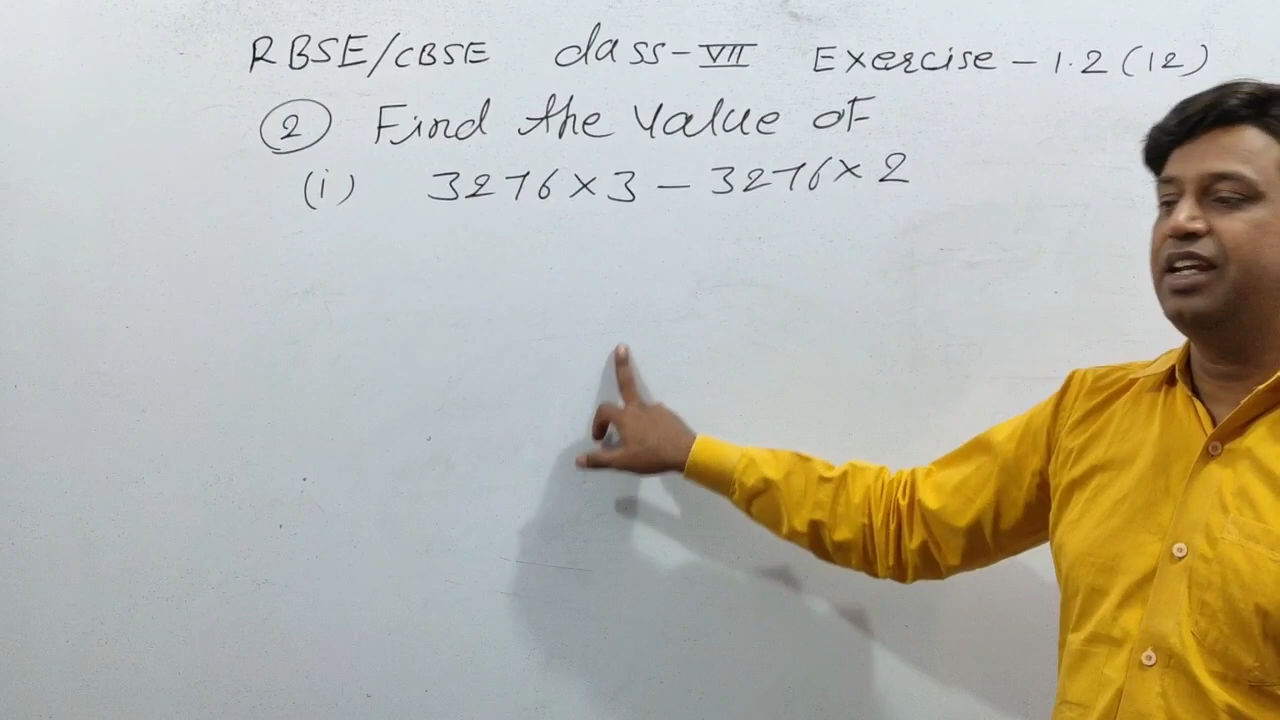 RBSE/CBSE class-VII Exercise-1.2(12)
2 Find the value of
(i) 3276×3-3276×2